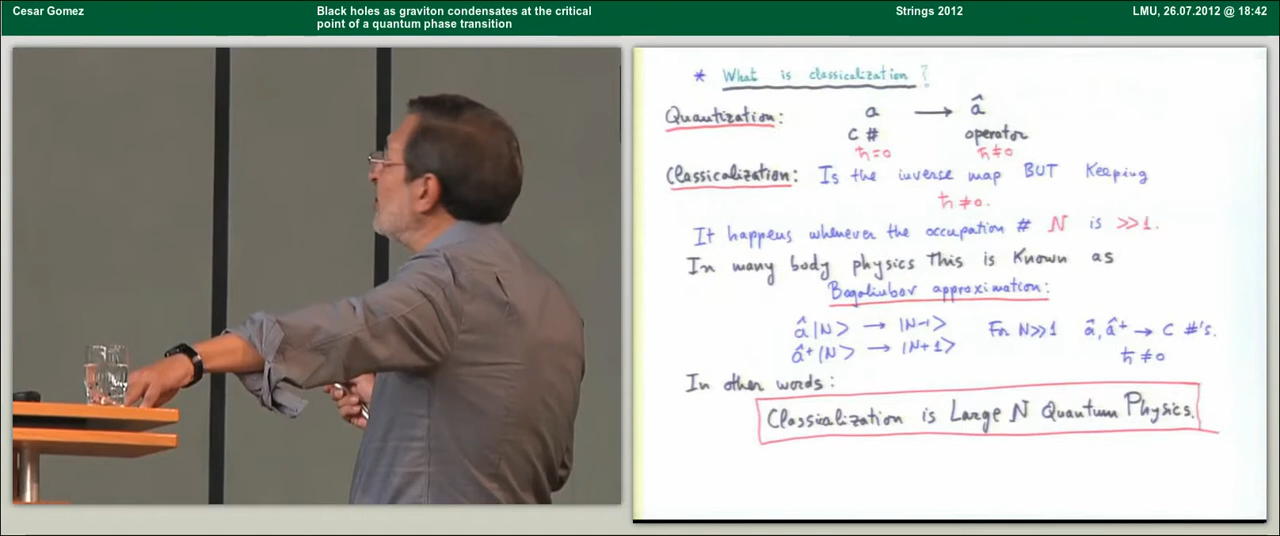 Cesar Gomez
Black holes as graviton condensates at the critical
point of a quantum phase transition
Strings 2012
LMU, 26.07.2012 @ 18:42
* What is classicalization?
Quantization: a ⟶ â
C # operator
ħ=0 ħ≠0
Classicalization: Is the inverse map BUT Keeping
ħ≠0.
It happens whenever the occupation # N is >>1.
In many body physics this is Known as
Bogoliubov approximation:
â|N> → |N-1> For N>>1 â, â⁺ → C #'s.
â⁺|N> → |N+1> ħ≠0
In other words:
Classicalization is Large N Quantum Physics.